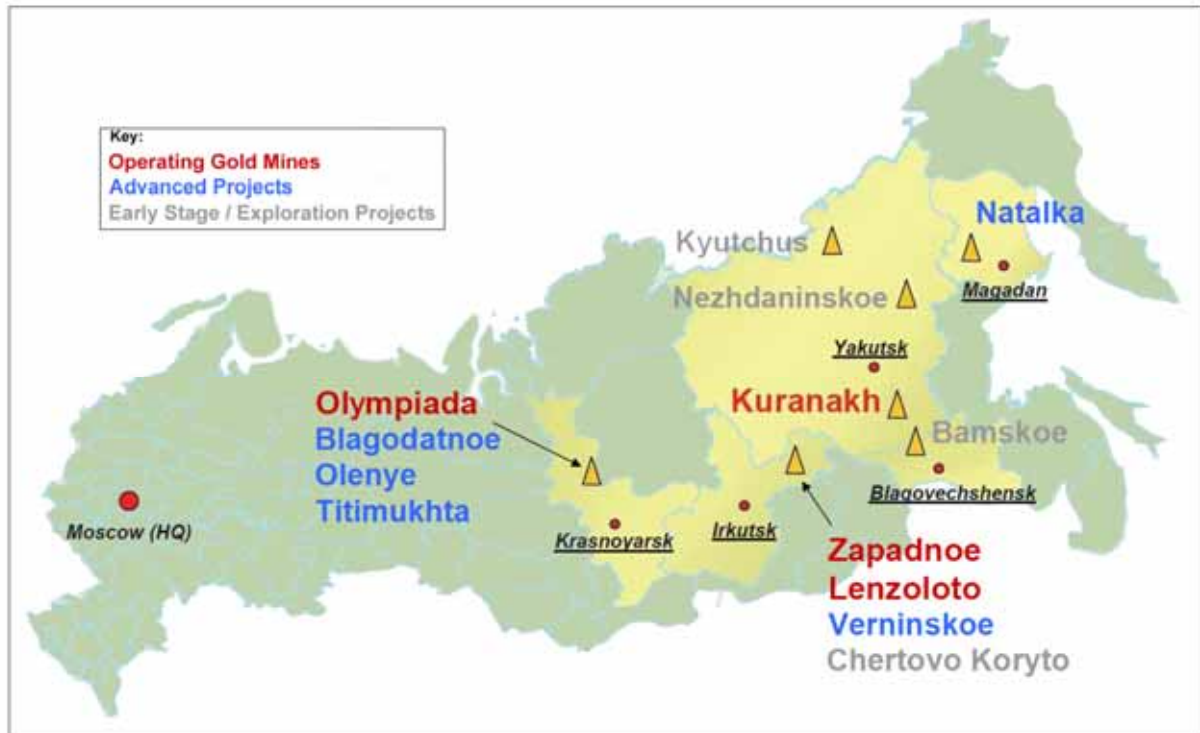 Key:
Operating Gold Mines
Advanced Projects
Early Stage / Exploration Projects
Natalka
Kyutchus
Magadan
Nezhdaninskoe
Yakutsk
Olympiada
Blagodatnoe
Olenye
Titimukhta
Kuranakh
Bamskoe
Blagovechshensk
Moscow (HQ)
Krasnoyarsk
Irkutsk
Zapadnoe
Lenzoloto
Verninskoe
Chertovo Koryto